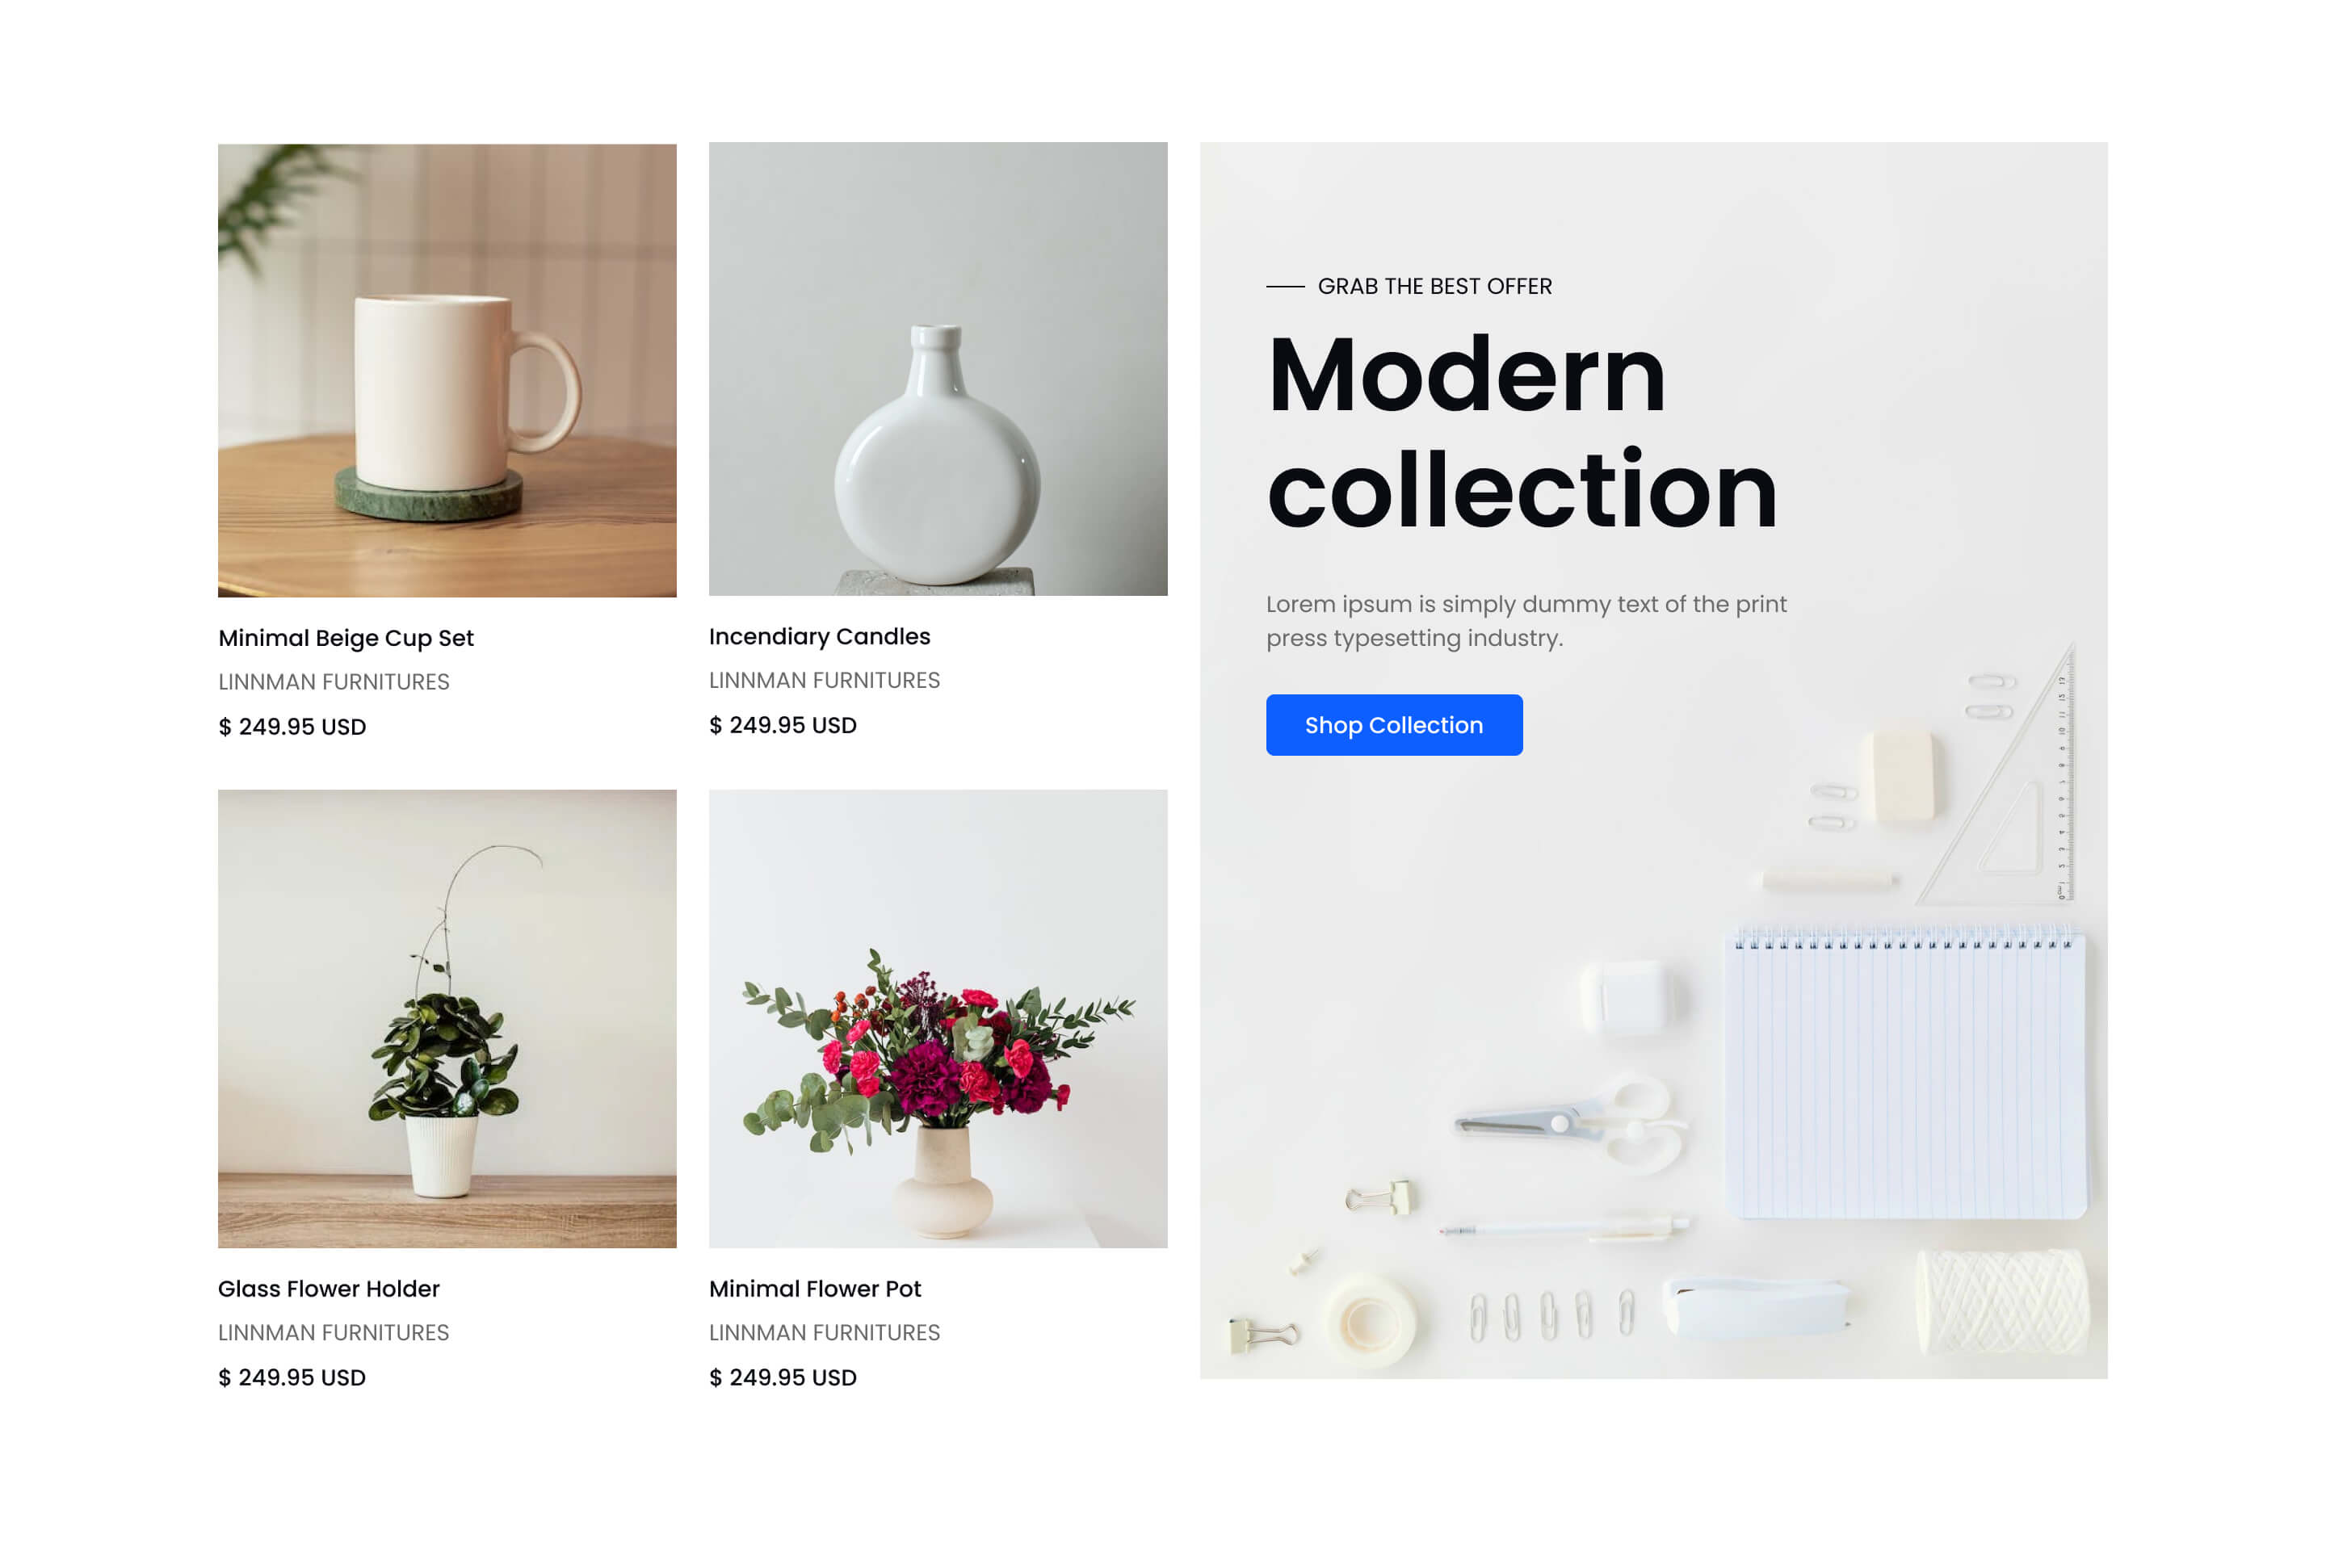 Minimal Beige Cup Set
LINNMAN FURNITURES
$ 249.95 USD
Incendiary Candles
LINNMAN FURNITURES
$ 249.95 USD
Glass Flower Holder
LINNMAN FURNITURES
$ 249.95 USD
Minimal Flower Pot
LINNMAN FURNITURES
$ 249.95 USD
GRAB THE BEST OFFER
Modern
collection
Lorem ipsum is simply dummy text of the print
press typesetting industry.
Shop Collection